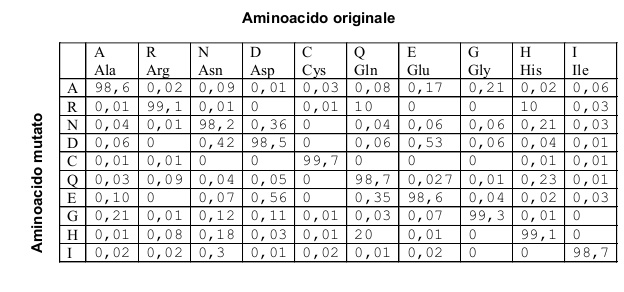 Aminoacido originale
A R N D C Q E G H I
Ala Arg Asn Asp Cys Gln Glu Gly His Ile
A 98,6 0,02 0,09 0,01 0,03 0,08 0,17 0,21 0,02 0,06
R 0,01 99,1 0,01 0 0,01 10 0 0 10 0,03
N 0,04 0,01 98,2 0,36 0 0,04 0,06 0,06 0,21 0,03
D 0,06 0 0,42 98,5 0 0,06 0,53 0,06 0,04 0,01
C 0,01 0,01 0 0 99,7 0 0 0 0,01 0,01
Q 0,03 0,09 0,04 0,05 0 98,7 0,027 0,01 0,23 0,01
E 0,10 0 0,07 0,56 0 0,35 98,6 0,04 0,02 0,03
G 0,21 0,01 0,12 0,11 0,01 0,03 0,07 99,3 0,01 0
H 0,01 0,08 0,18 0,03 0,01 20 0,01 0 99,1 0
I 0,02 0,02 0,3 0,01 0,02 0,01 0,02 0 0 98,7
Aminoacido mutato